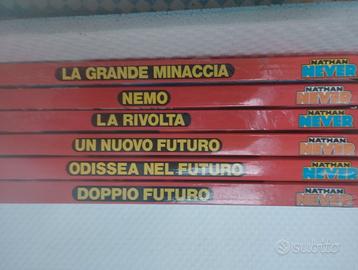 LA GRANDE MINACCIA
NATHAN NEVER
NEMO
NATHAN NEVER
LA RIVOLTA
NATHAN NEVER
UN NUOVO FUTURO
NATHAN NEVER
ODISSEA NEL FUTURO
NATHAN NEVER
DOPPIO FUTURO
NATHAN NEVER
subito